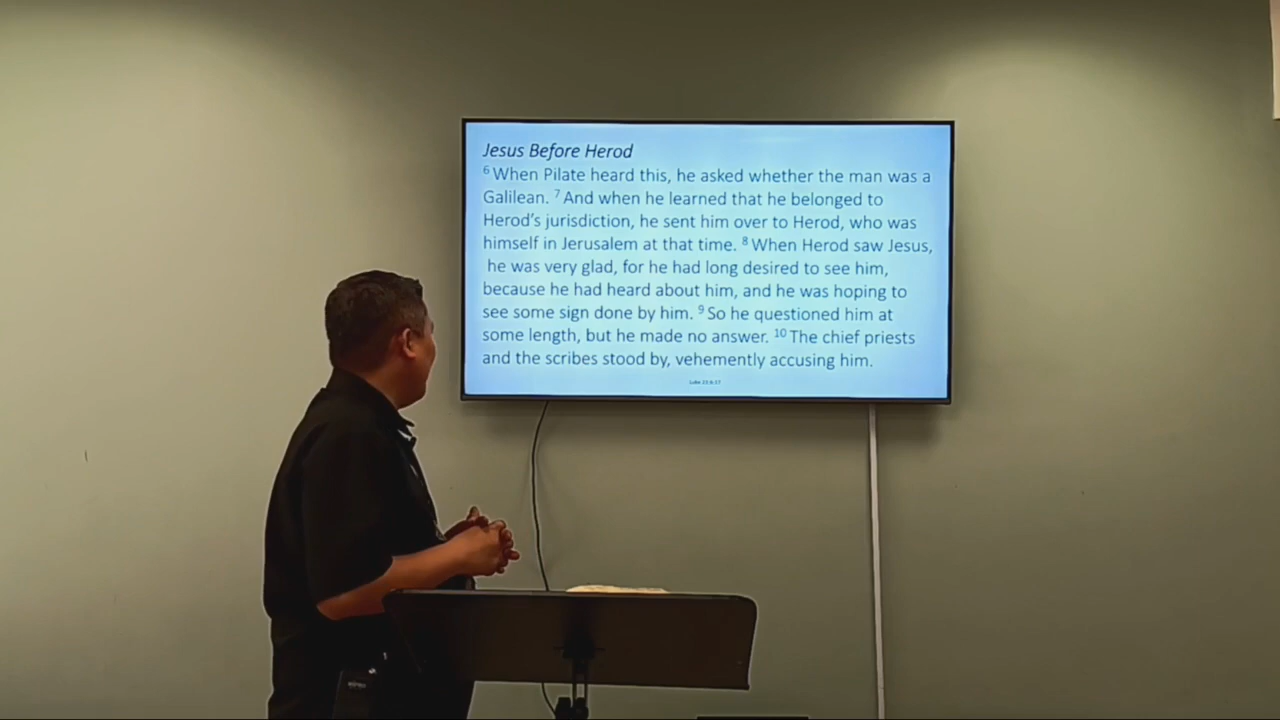 Jesus Before Herod
⁶ When Pilate heard this, he asked whether the man was a
Galilean. ⁷ And when he learned that he belonged to
Herod's jurisdiction, he sent him over to Herod, who was
himself in Jerusalem at that time. ⁸ When Herod saw Jesus,
he was very glad, for he had long desired to see him,
because he had heard about him, and he was hoping to
see some sign done by him. ⁹ So he questioned him at
some length, but he made no answer. ¹⁰ The chief priests
and the scribes stood by, vehemently accusing him.
Luke